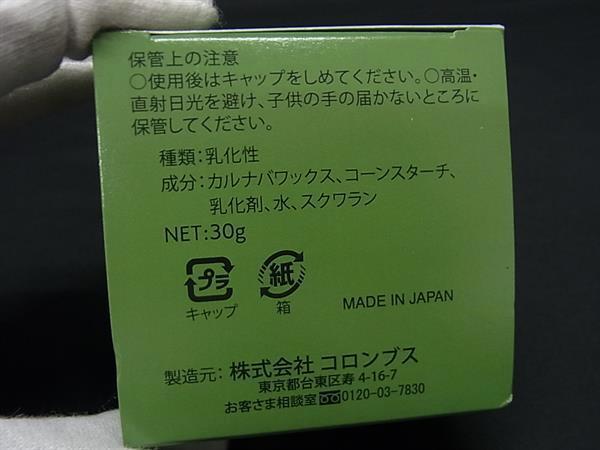 保管上の注意
○使用後はキャップをしめてください。○高温・
直射日光を避け、子供の手の届かないところに
保管してください。
種類:乳化性
成分:カルナバワックス、コーンスターチ、
乳化剤、水、スクワラン
NET:30g
プラ
キャップ
紙
箱
MADE IN JAPAN
製造元: 株式会社 コロンブス
東京都台東区寿 4-16-7
お客さま相談室 0120-03-7830